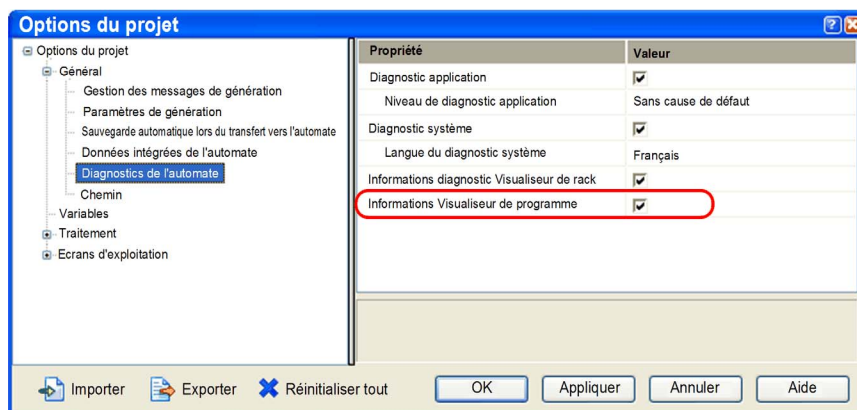 Options du projet
Options du projet
Général
Gestion des messages de génération
Paramètres de génération
Sauvegarde automatique lors du transfert vers l'automate
Données intégrées de l'automate
Diagnostics de l'automate
Chemin
Variables
Traitement
Ecrans d'exploitation
Propriété Valeur
Diagnostic application
Niveau de diagnostic application Sans cause de défaut
Diagnostic système
Langue du diagnostic système Français
Informations diagnostic Visualiseur de rack
Informations Visualiseur de programme
Importer Exporter Réinitialiser tout OK Appliquer Annuler Aide